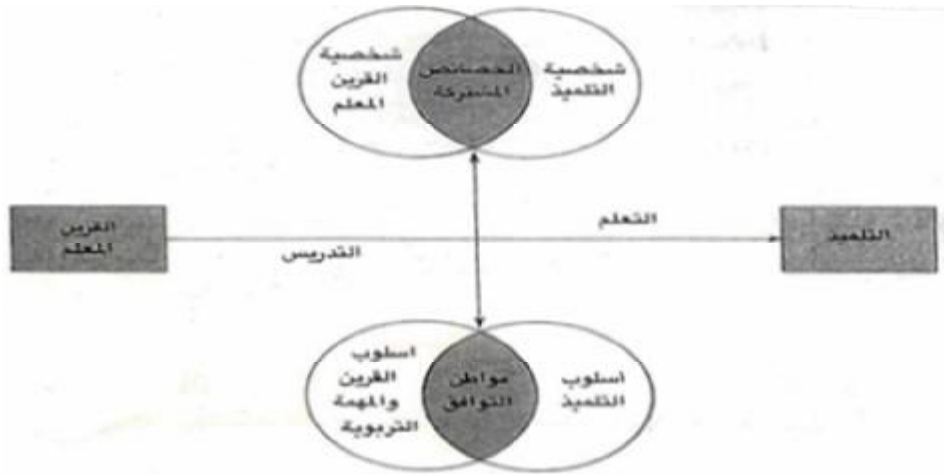 شخصية
التلميذ
الخصائص
المشتركة
شخصية
القرين
المعلم
القرين
المعلم
التدريس
التعلم
التلميذ
اسلوب
التلميذ
مواطن
التوافق
اسلوب
القرين
والمهمة
التربوية